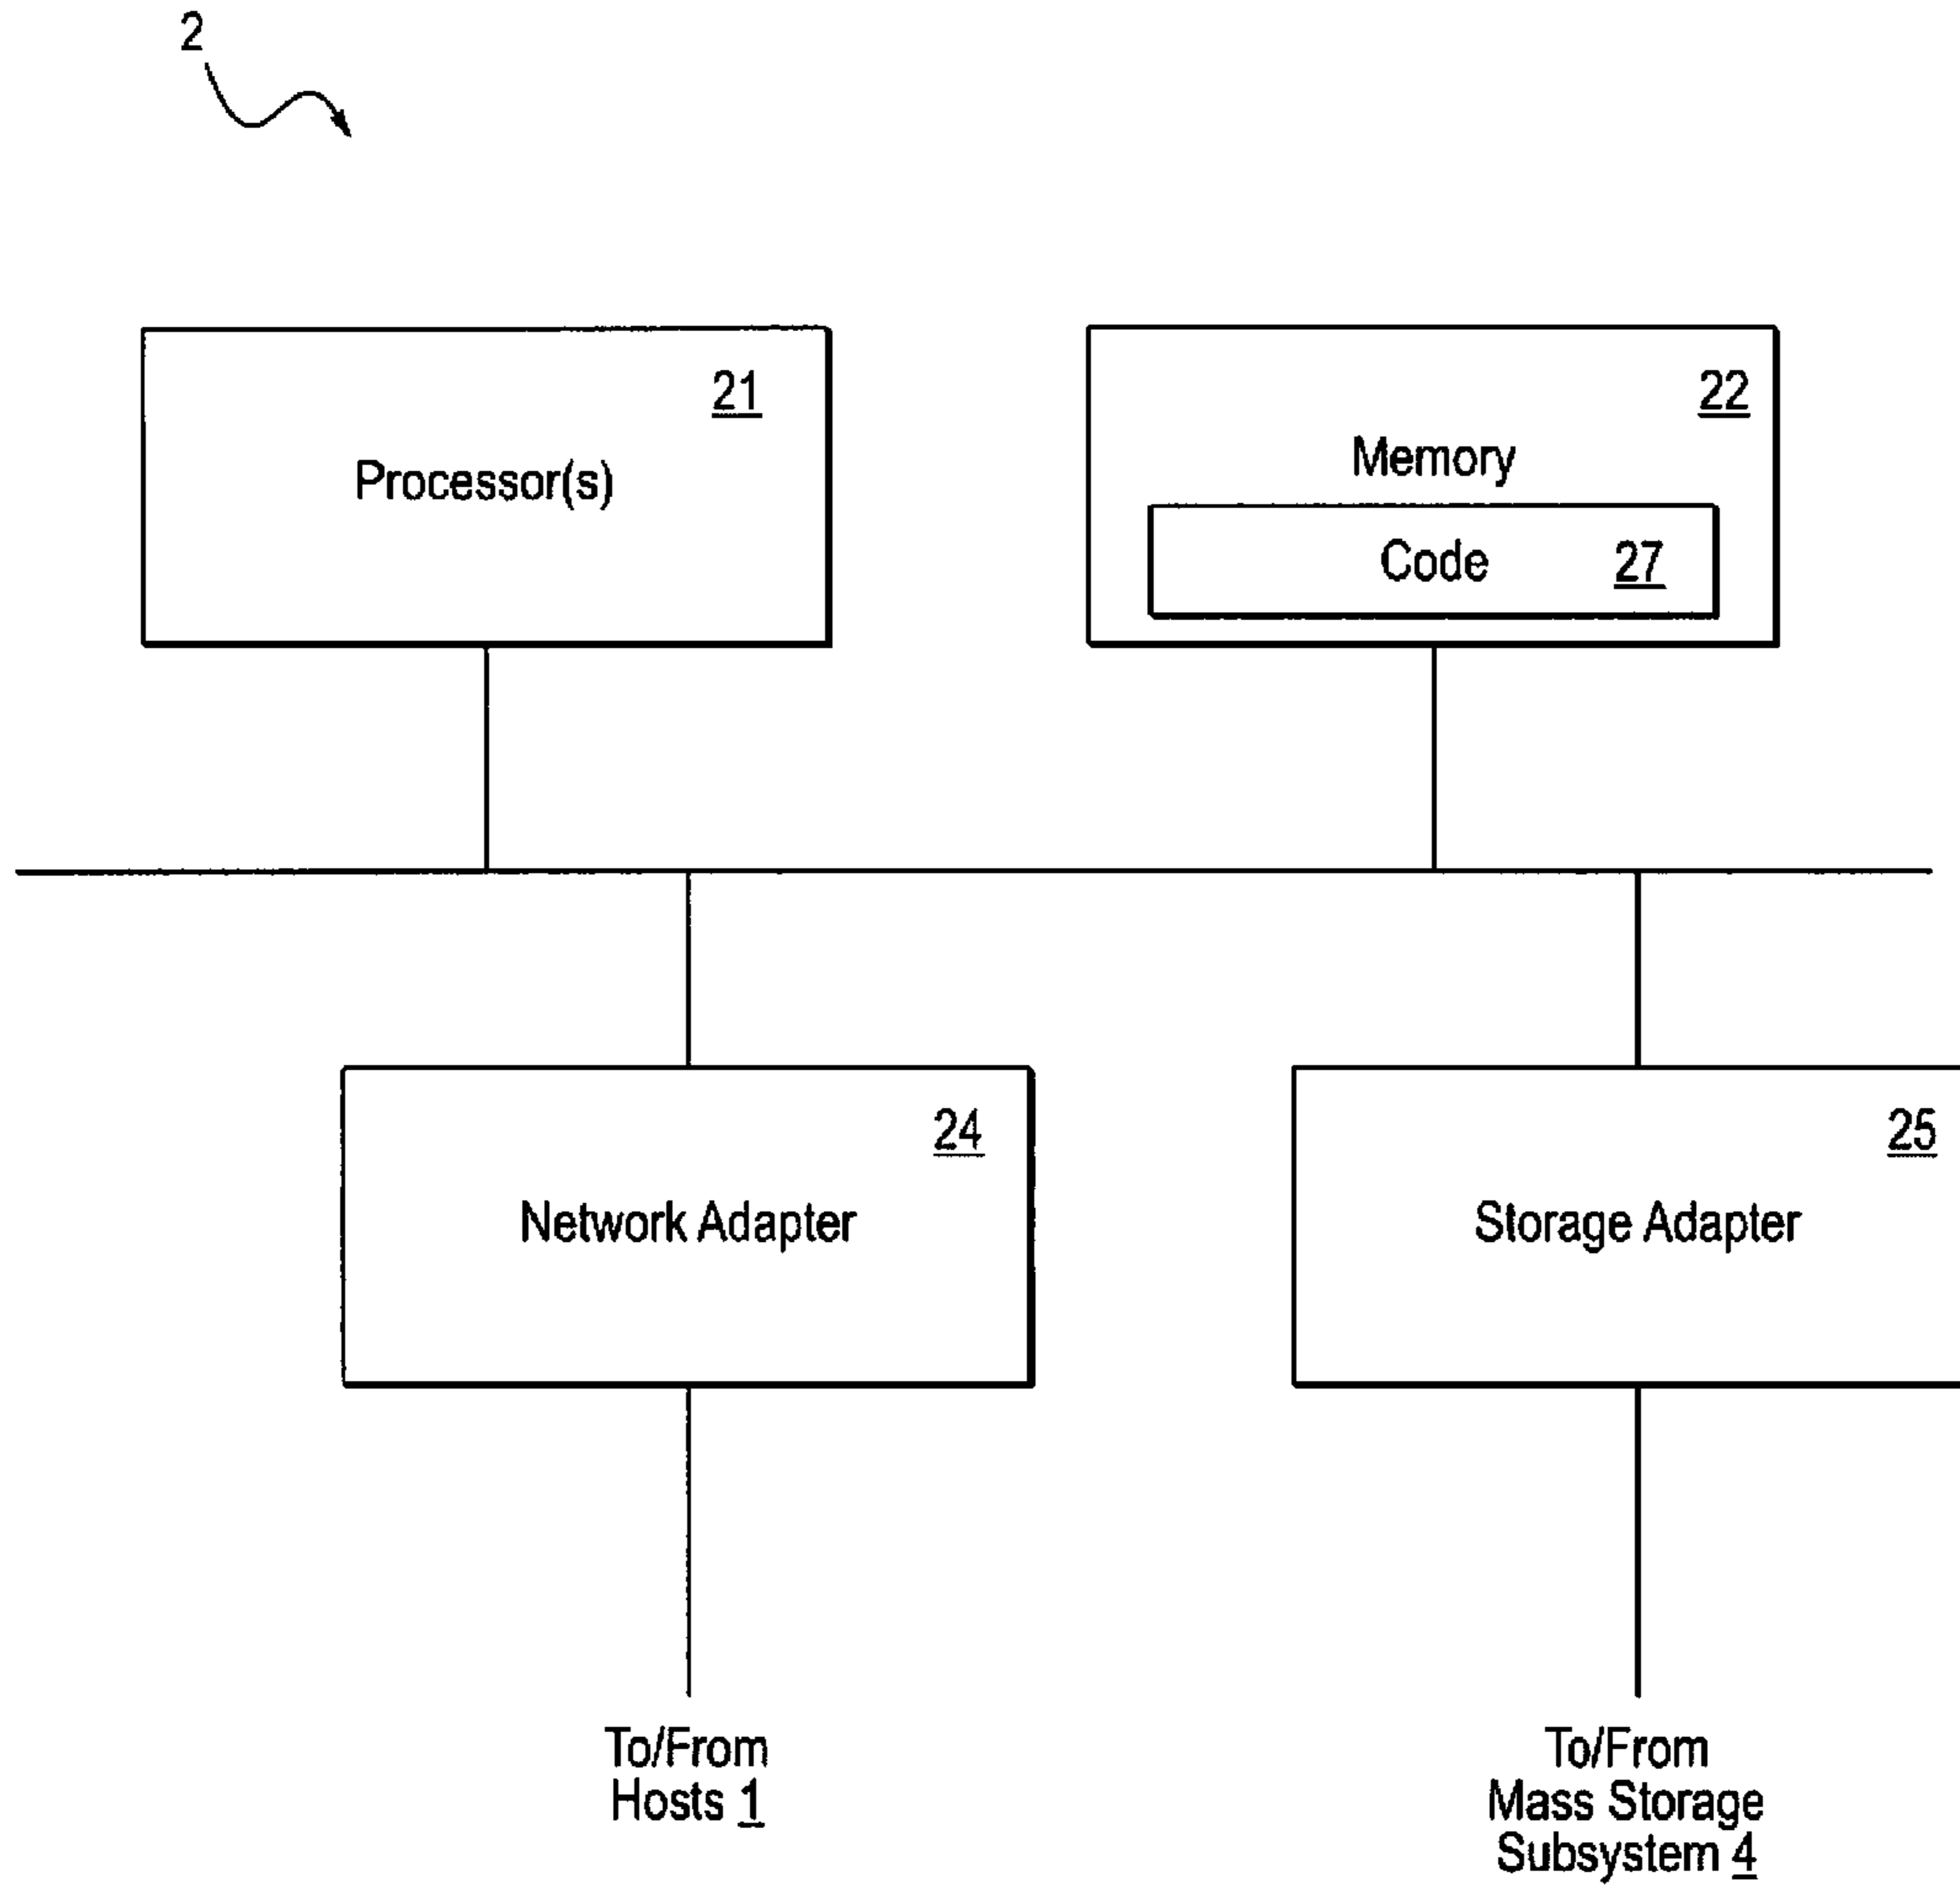 2
21
Processor(s)
22
Memory
Code 27
24
Network Adapter
25
Storage Adapter
To/From
Hosts 1
To/From
Mass Storage
Subsystem 4